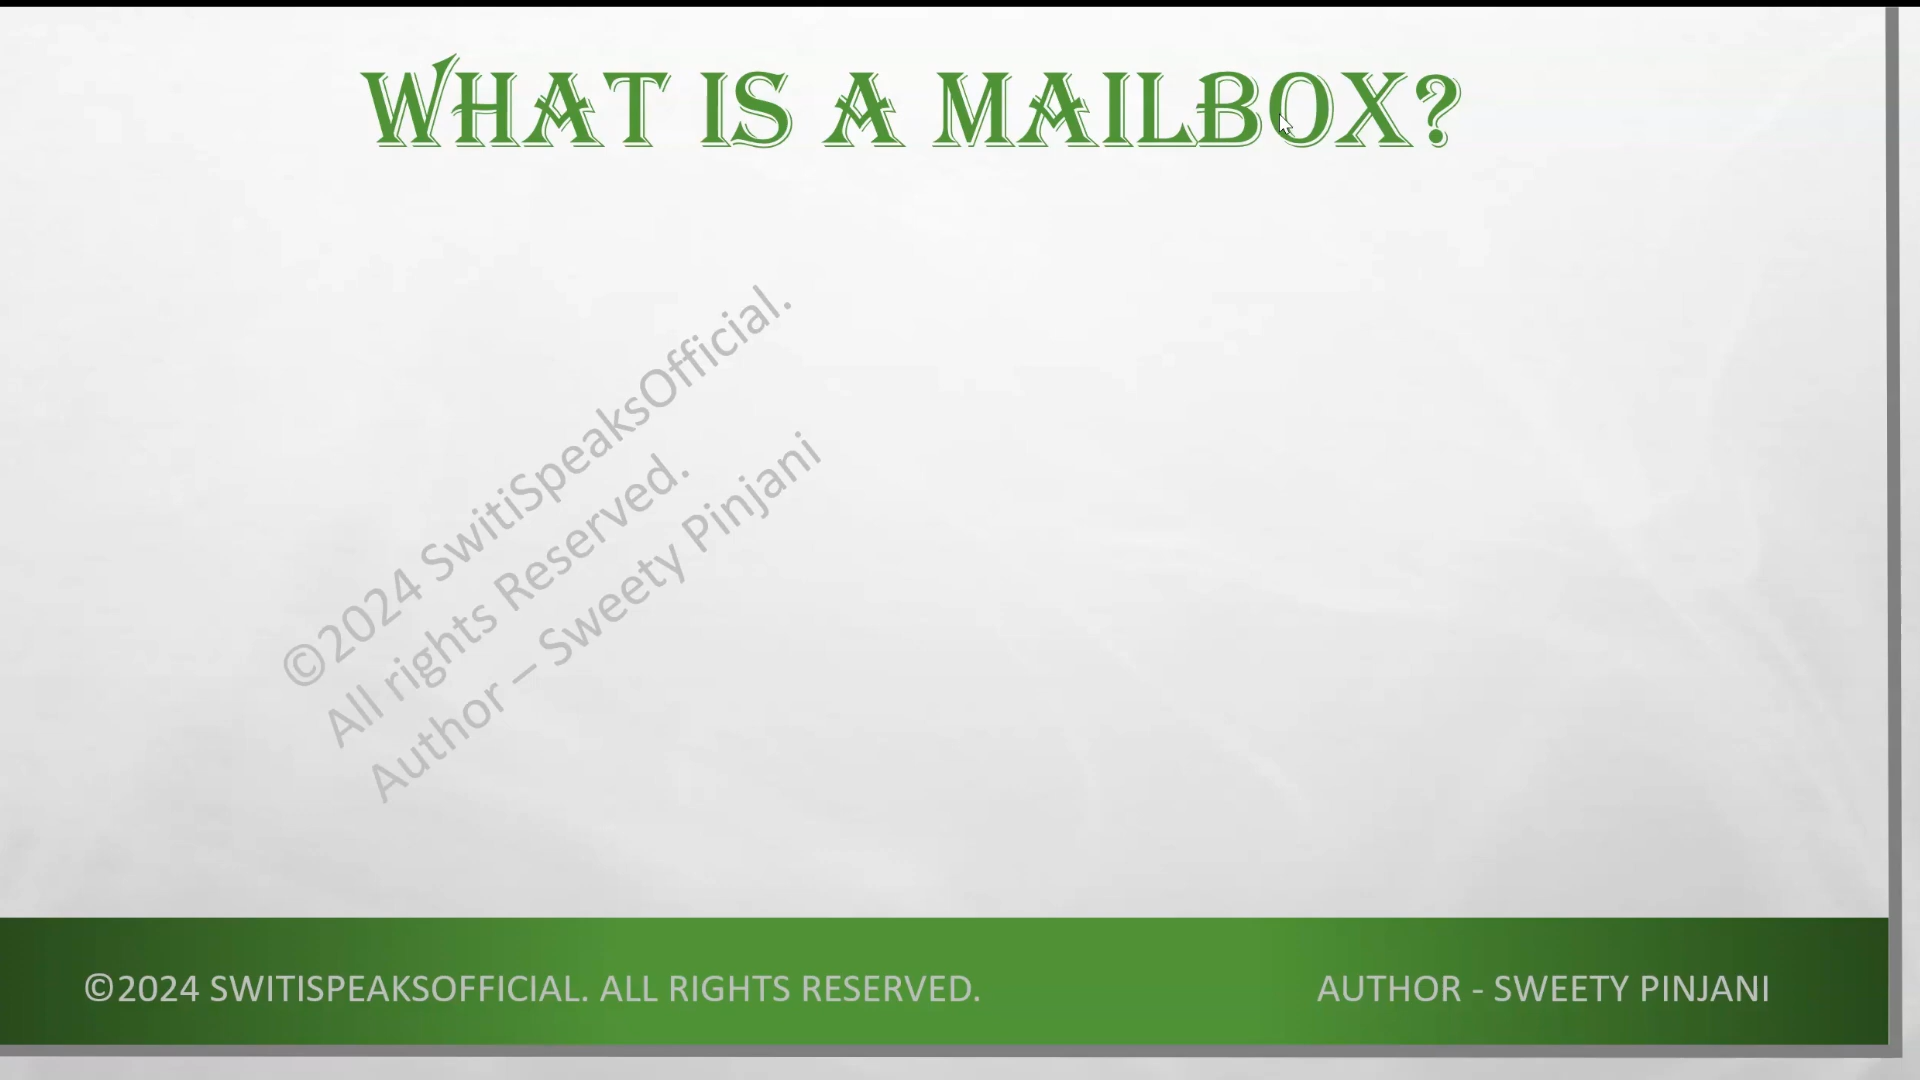 WHAT IS A MAILBOX?
©2024 SwitiSpeaksOfficial.
All rights Reserved.
Author – Sweety Pinjani
©2024 SWITISPEAKSOFFICIAL. ALL RIGHTS RESERVED.
AUTHOR - SWEETY PINJANI